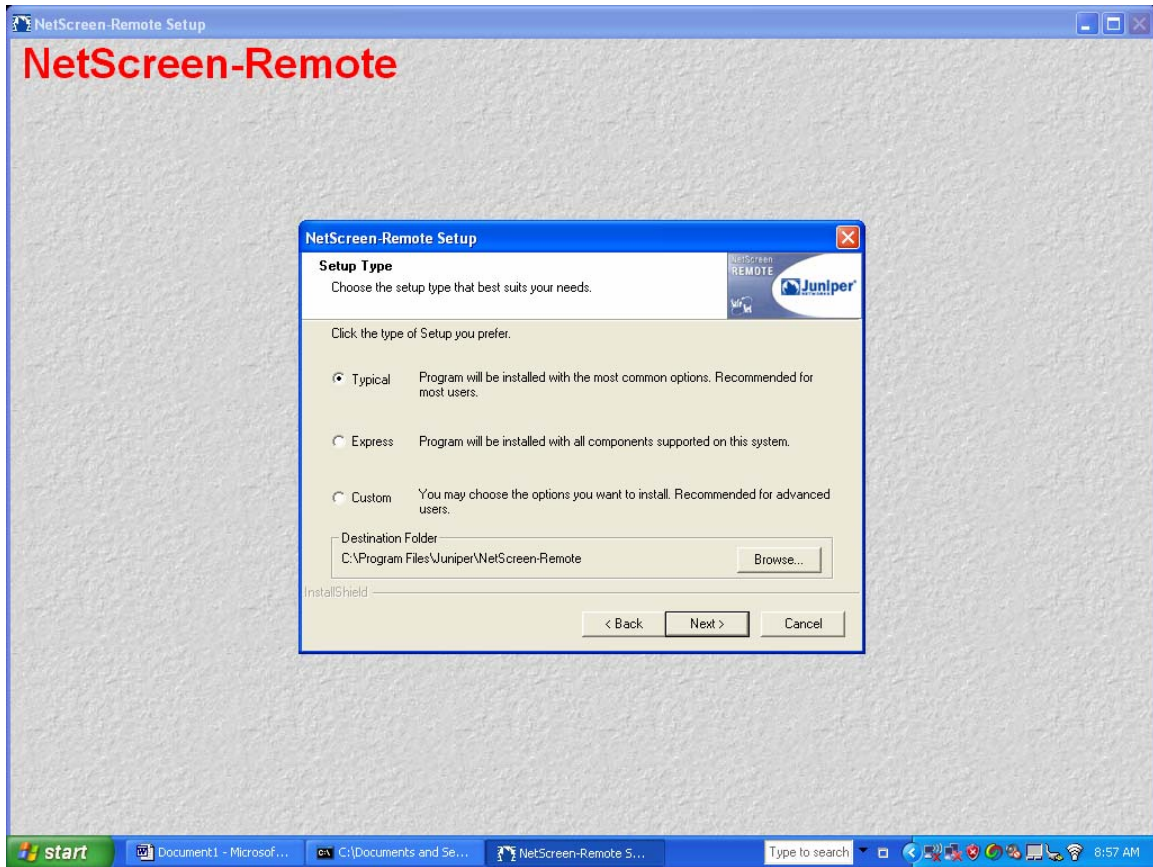 NetScreen-Remote Setup
NetScreen-Remote
NetScreen-Remote Setup
Setup Type
Choose the setup type that best suits your needs.
NetScreen
REMOTE
Juniper
NETWORKS
Click the type of Setup you prefer.
Typical
Program will be installed with the most common options. Recommended for
most users.
Express
Program will be installed with all components supported on this system.
Custom
You may choose the options you want to install. Recommended for advanced
users.
Destination Folder
C:\Program Files\Juniper\NetScreen-Remote
Browse...
InstallShield
< Back
Next >
Cancel
start
Document1 - Microsof...
C:\Documents and Se...
NetScreen-Remote S...
Type to search
8:57 AM